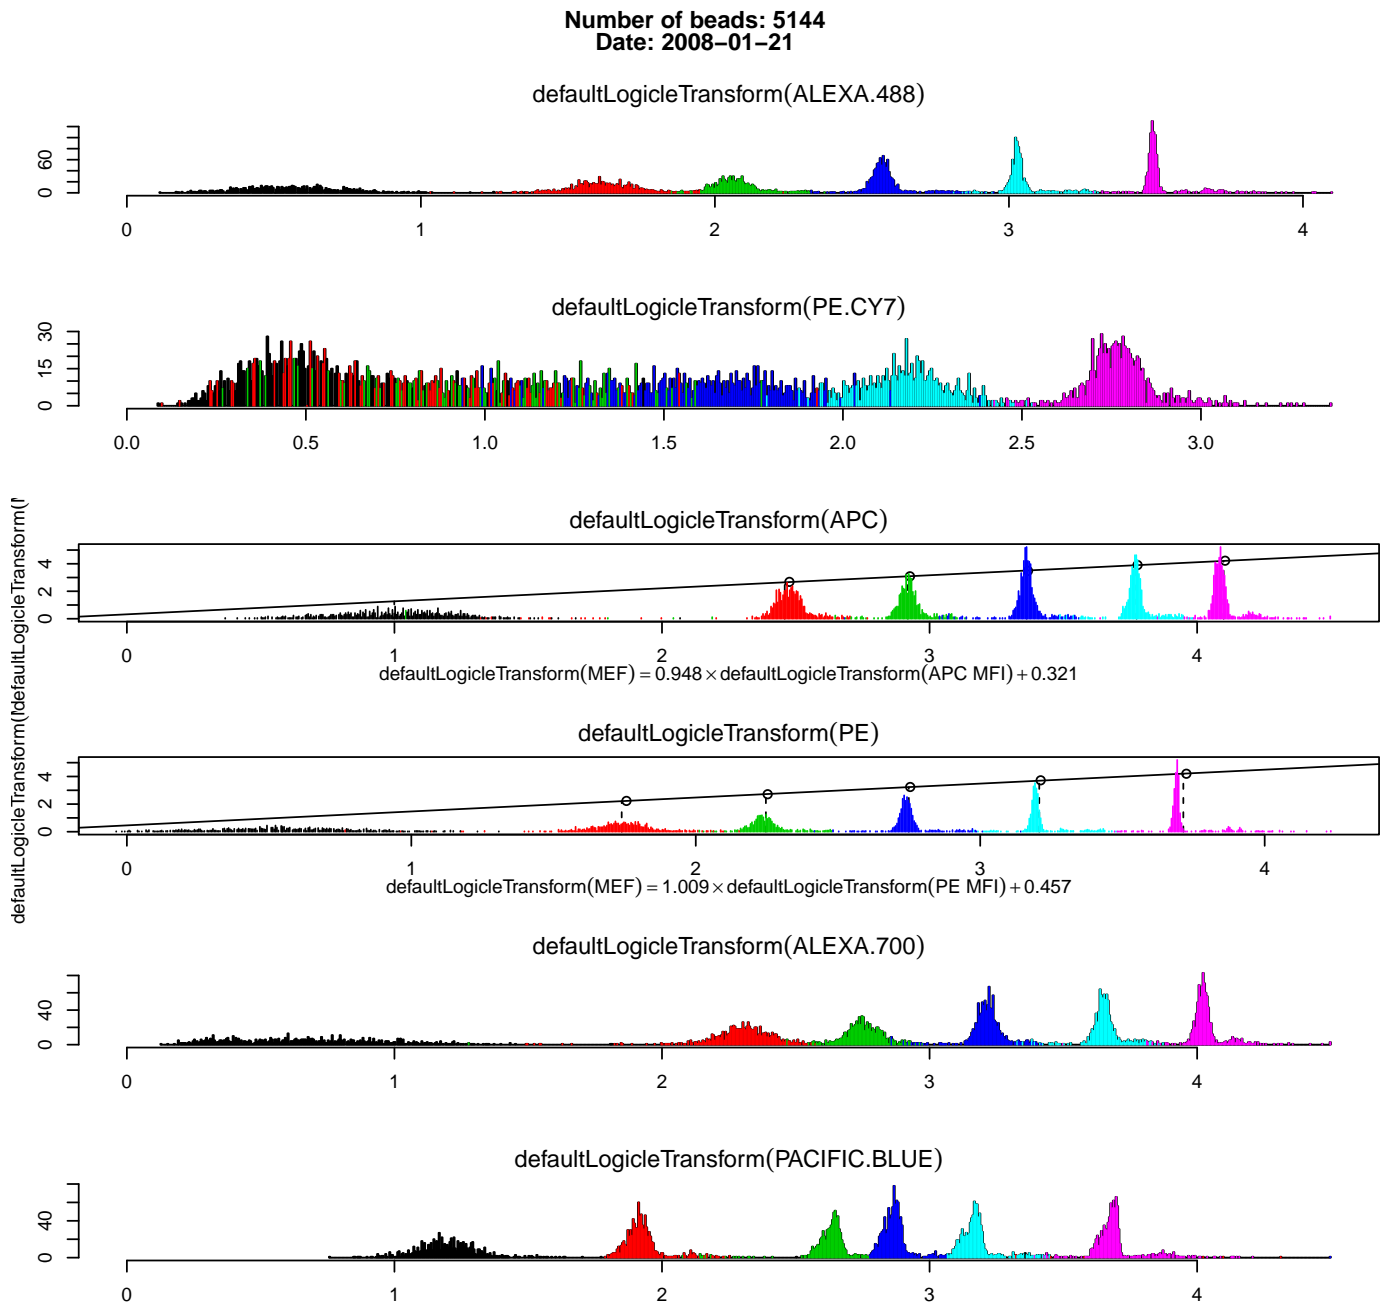 Number of beads: 5144
Date: 2008−01−21
defaultLogicleTransform(ALEXA.488)
0 60
0 1 2 3 4
defaultLogicleTransform(PE.CY7)
0 15 30
0.0 0.5 1.0 1.5 2.0 2.5 3.0
defaultLogicleTransform(APC)
defaultLogicleTransform(
0 2 4
0 1 2 3 4
defaultLogicleTransform(MEF) = 0.948 × defaultLogicleTransform(APC MFI) + 0.321
defaultLogicleTransform(PE)
defaultLogicleTransform(
0 2 4
0 1 2 3 4
defaultLogicleTransform(MEF) = 1.009 × defaultLogicleTransform(PE MFI) + 0.457
defaultLogicleTransform(ALEXA.700)
0 40
0 1 2 3 4
defaultLogicleTransform(PACIFIC.BLUE)
0 40
0 1 2 3 4